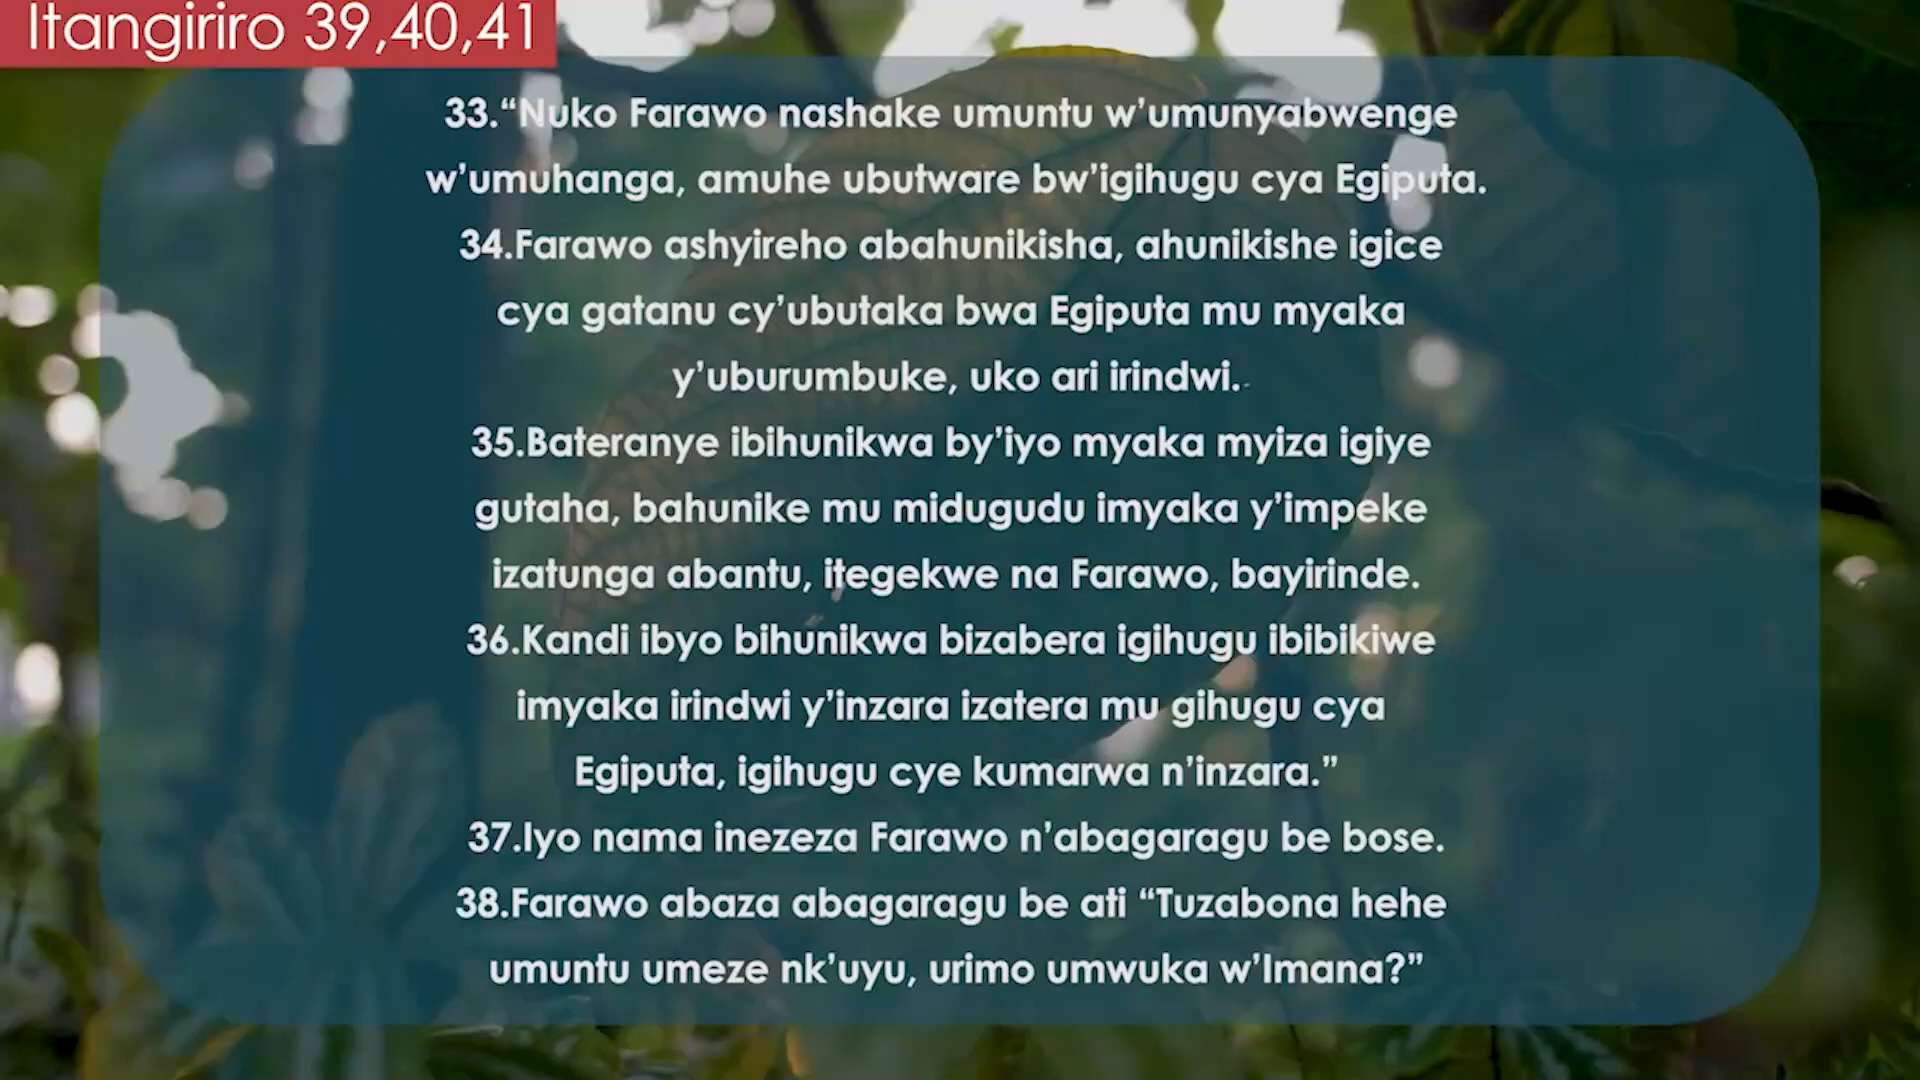 Itangiriro 39,40,41
33.“Nuko Farawo nashake umuntu w’umunyabwenge
w’umuhanga, amuhe ubutware bw’igihugu cya Egiputa.
34.Farawo ashyireho abahunikisha, ahunikishe igice
cya gatanu cy’ubutaka bwa Egiputa mu myaka
y’uburumbuke, uko ari irindwi.
35.Bateranye ibihunikwa by’iyo myaka myiza igiye
gutaha, bahunike mu midugudu imyaka y’impeke
izatunga abantu, itegekwe na Farawo, bayirinde.
36.Kandi ibyo bihunikwa bizabera igihugu ibibikiwe
imyaka irindwi y’inzara izatera mu gihugu cya
Egiputa, igihugu cye kumarwa n’inzara.”
37.Iyo nama inezeza Farawo n’abagaragu be bose.
38.Farawo abaza abagaragu be ati “Tuzabona hehe
umuntu umeze nk’uyu, urimo umwuka w’Imana?”